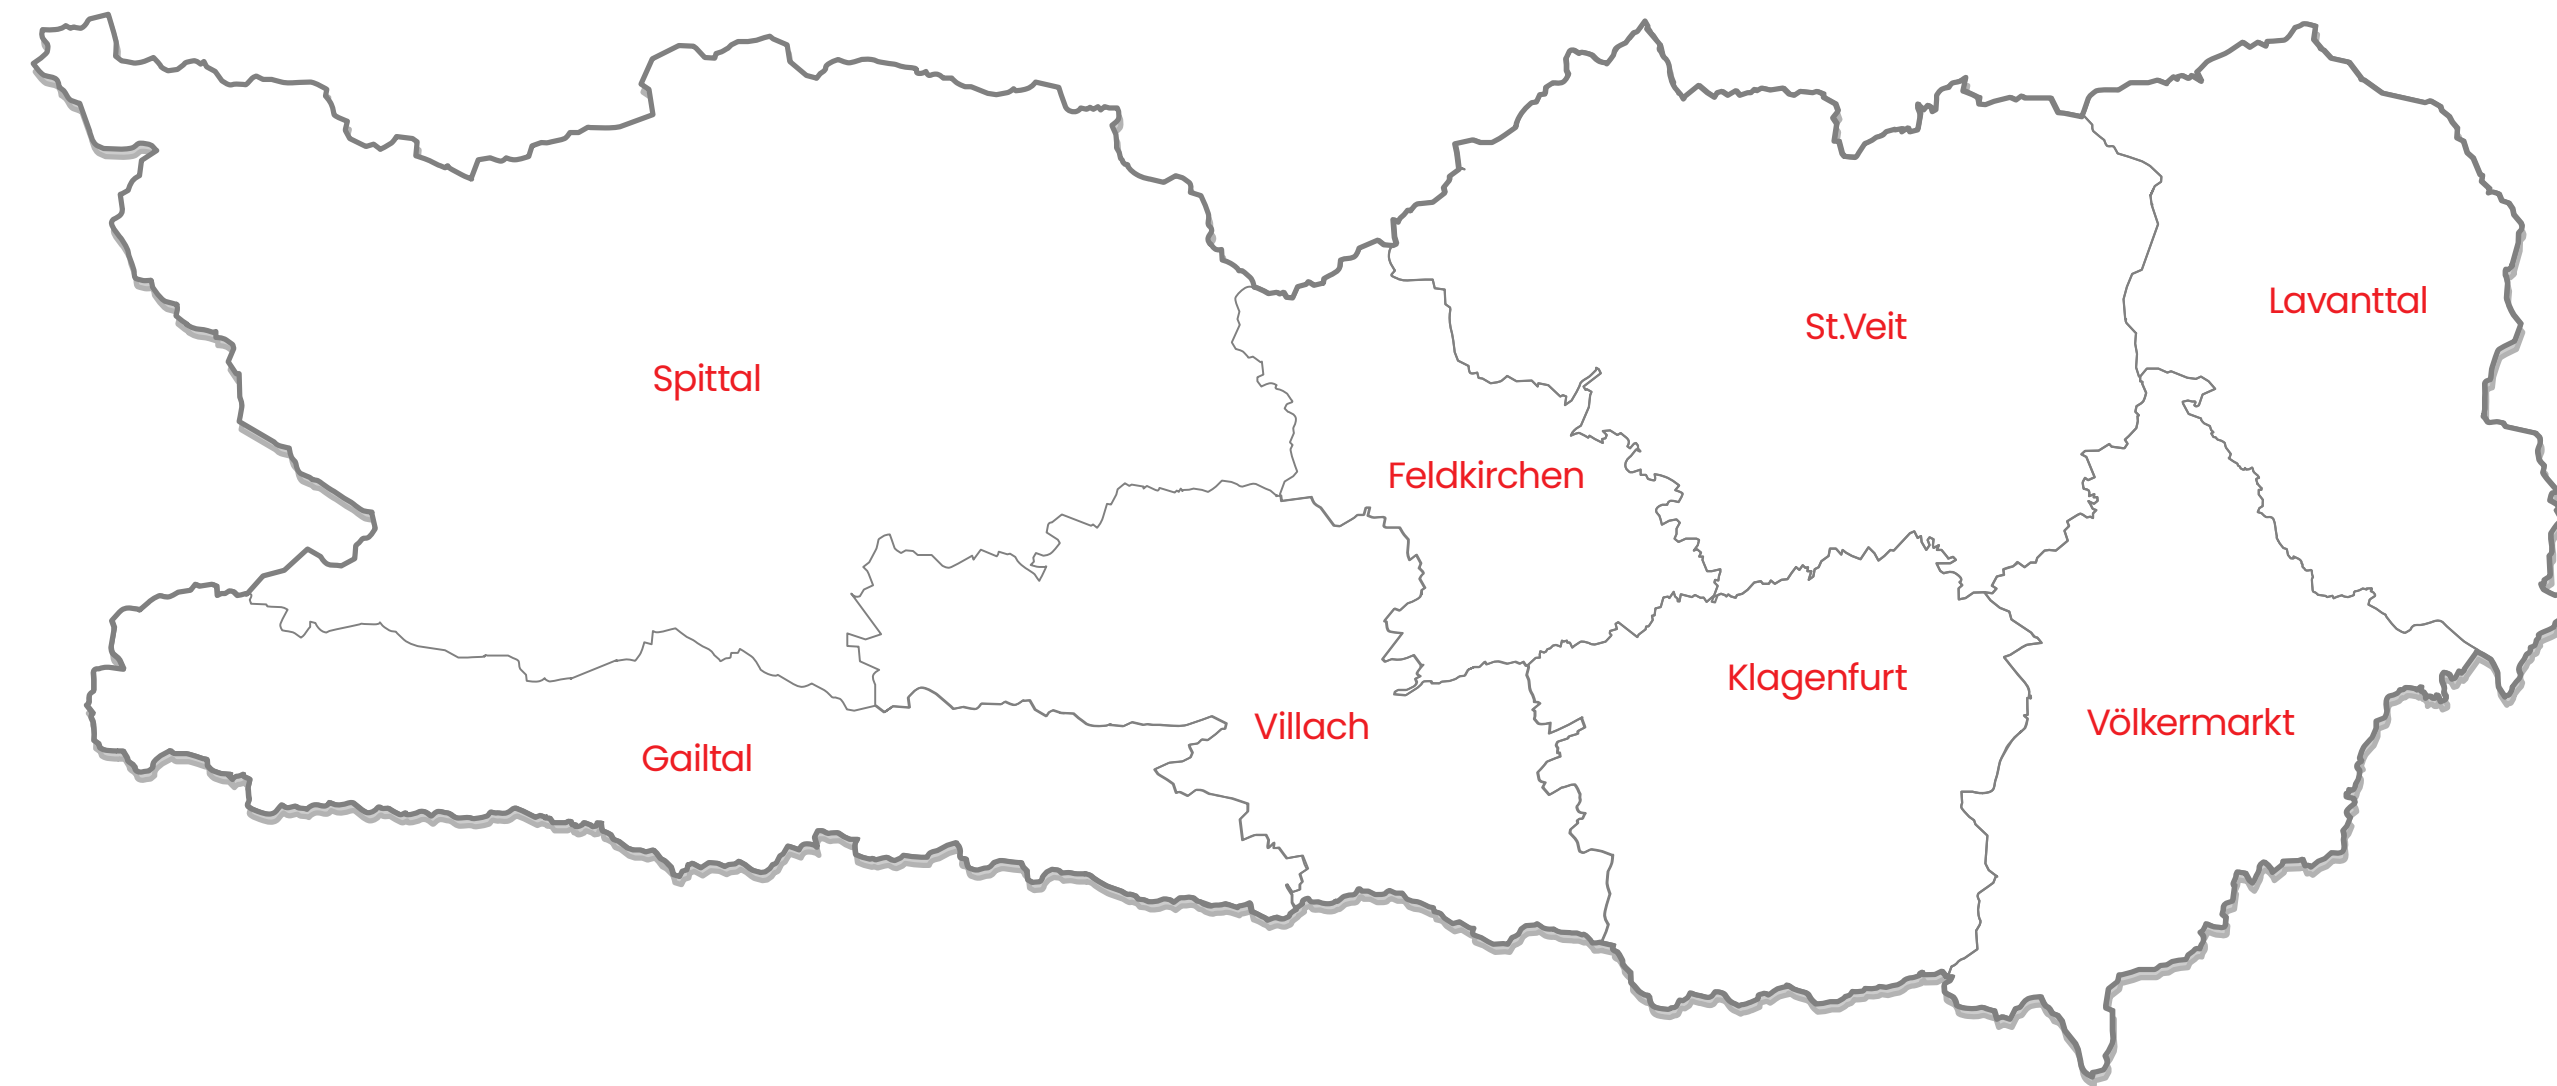 Lavanttal
St.Veit
Spittal
Feldkirchen
Klagenfurt
Völkermarkt
Villach
Gailtal